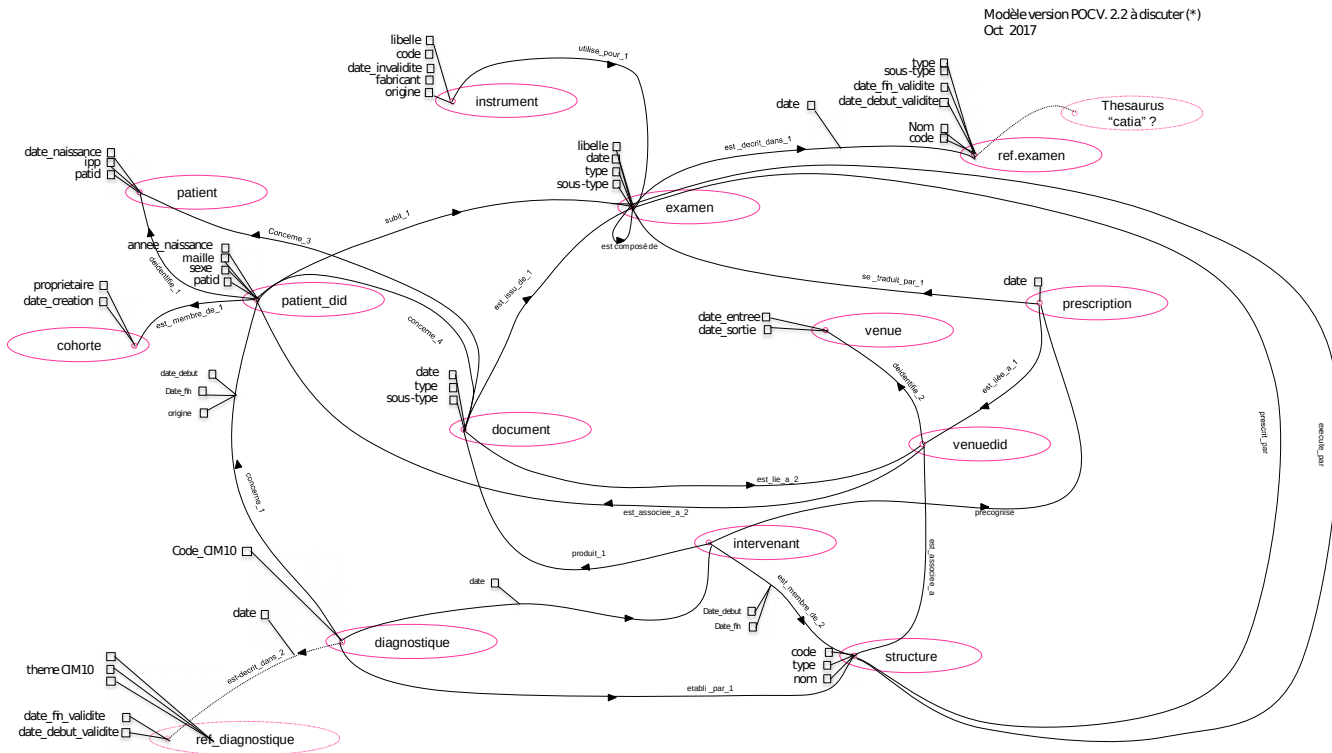 Modèle version POC V. 2.2 à discuter (*)
Oct 2017
libelle
code
date_invalidite
fabricant
origine
instrument
utilise_pour_1
type
sous-type
date_fin_validite
date_debut_validite
Nom
code
ref.examen
Thesaurus
“catia” ?
date
est _decrit_dans_1
libelle
date
type
sous-type
examen
est composé de
date_naissance
ipp
patid
patient
subit_1
Concerne_3
deidentifie_1
annee_naissance
maille
sexe
patid
patient_did
proprietaire
date_creation
est_membre_de_1
cohorte
concerne_4
est_issu_de_1
se _traduit_par_1
date
prescription
date_entree
date_sortie
venue
deidentifie_2
est_liée_a_1
date_debut
Date_fin
origine
date
type
sous-type
document
venuedid
prescrit_par
execute_par
concerne_1
est_lie_a_2
est_associee_a_2
precognise
Code_CIM10
produit_1
intervenant
est_associee_a
date
est_membre_de_2
Date_debut
Date_fin
date
diagnostique
est-decrit_dans_2
code
type
nom
structure
theme CIM10
etabli _par_1
date_fin_validite
date_debut_validite
ref_diagnostique